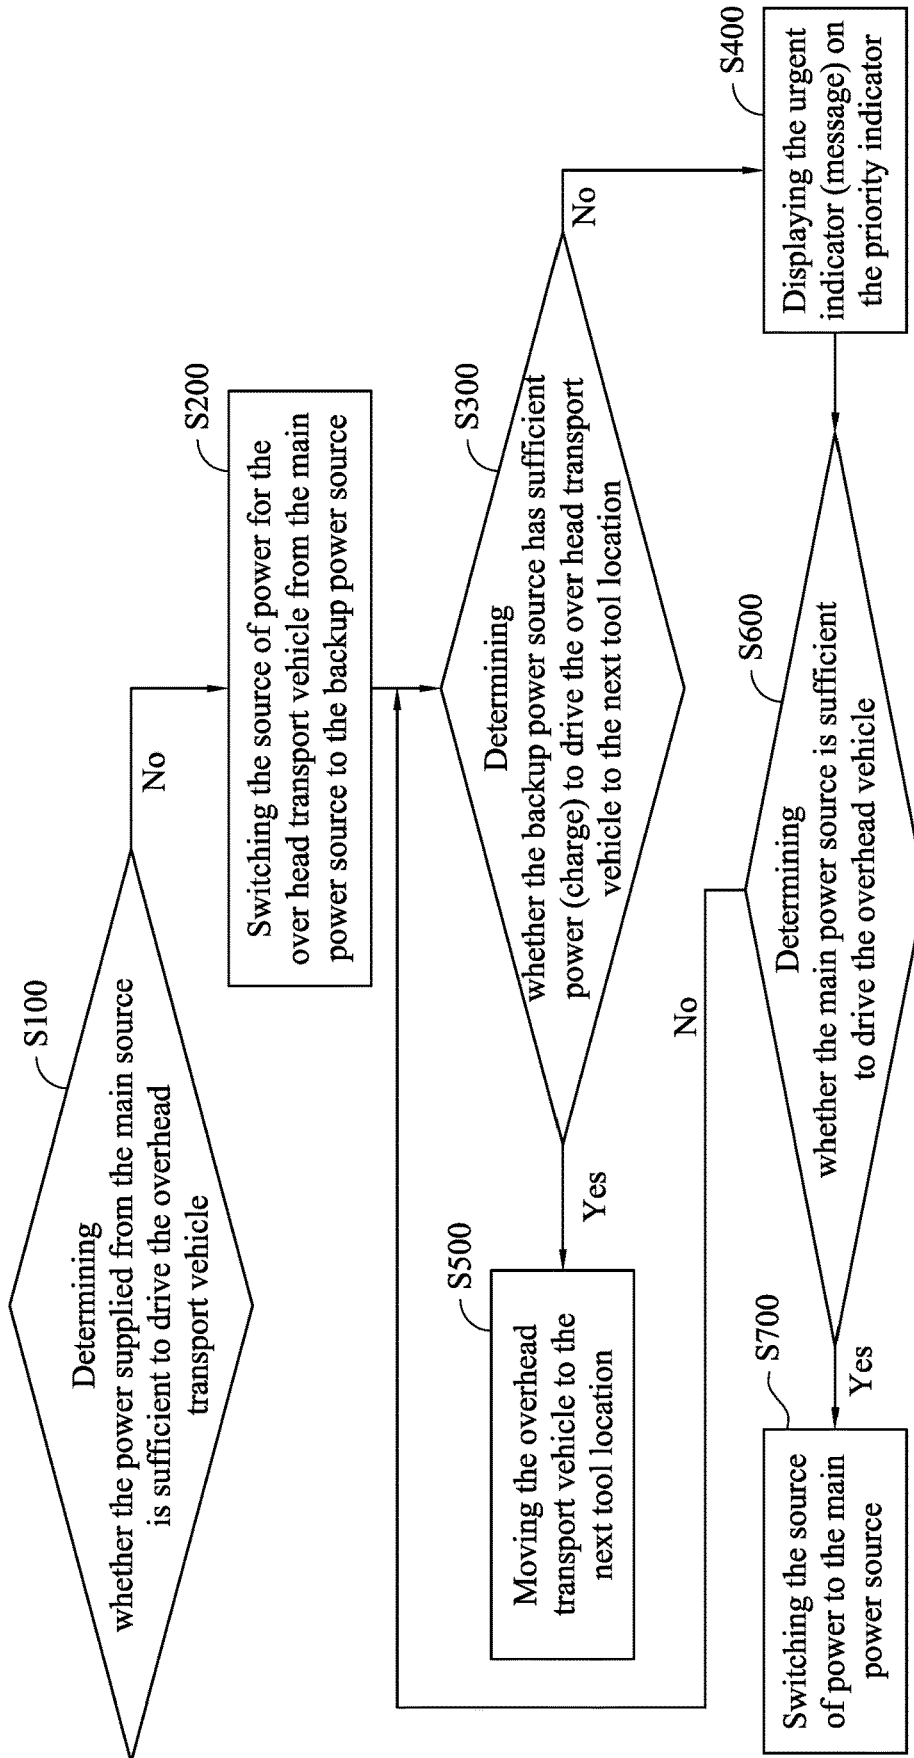 S100
Determining
whether the power supplied from the main source
is sufficient to drive the overhead
transport vehicle
No
S200
Switching the source of power for the
over head transport vehicle from the main
power source to the backup power source
S300
Determining
whether the backup power source has sufficient
power (charge) to drive the over head transport
vehicle to the next tool location
No
Yes
S500
Moving the overhead
transport vehicle to the
next tool location
S400
Displaying the urgent
indicator (message) on
the priority indicator
S600
Determining
whether the main power source is sufficient
to drive the overhead vehicle
No
Yes
S700
Switching the source
of power to the main
power source